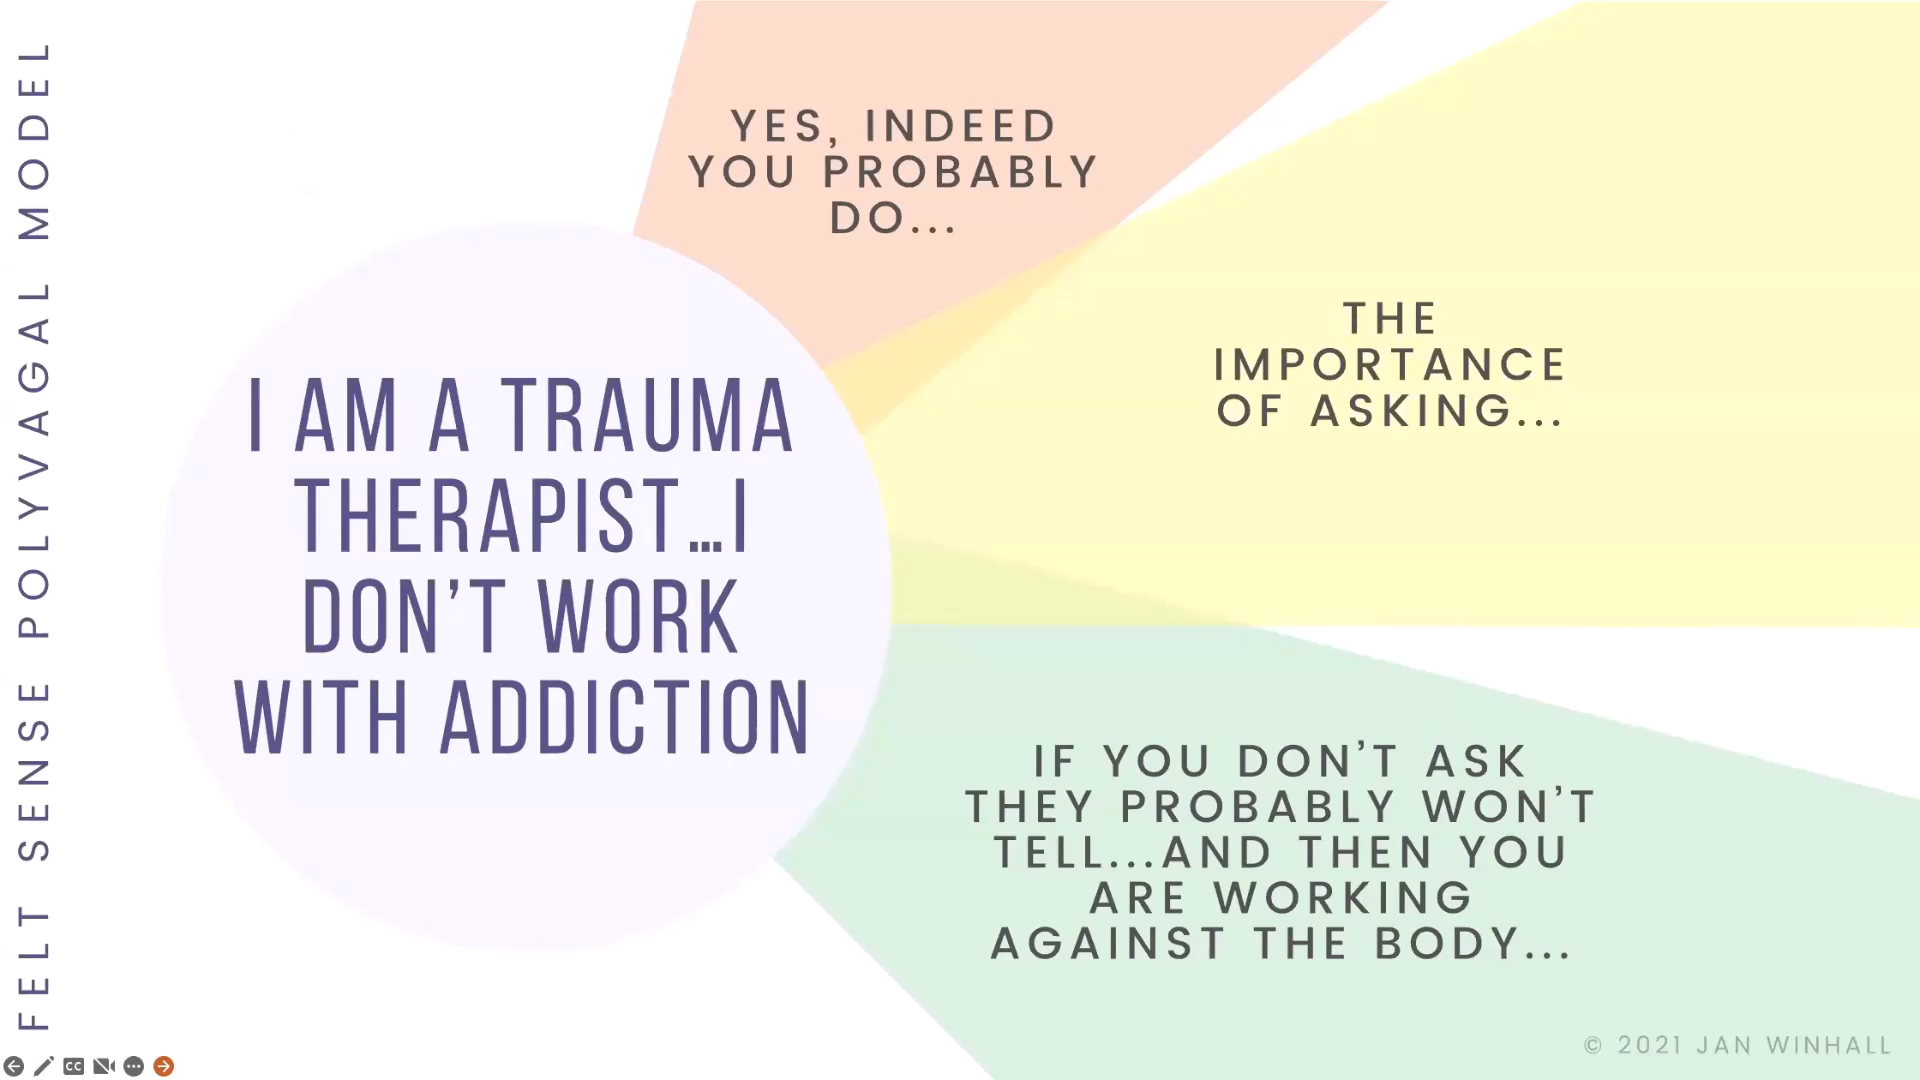 FELT SENSE POLYVAGAL MODEL
I AM A TRAUMA
THERAPIST...I
DON'T WORK
WITH ADDICTION
YES, INDEED
YOU PROBABLY
DO...
THE
IMPORTANCE
OF ASKING...
IF YOU DON'T ASK
THEY PROBABLY WON'T
TELL...AND THEN YOU
ARE WORKING
AGAINST THE BODY...
© 2021 JAN WINHALL
CC